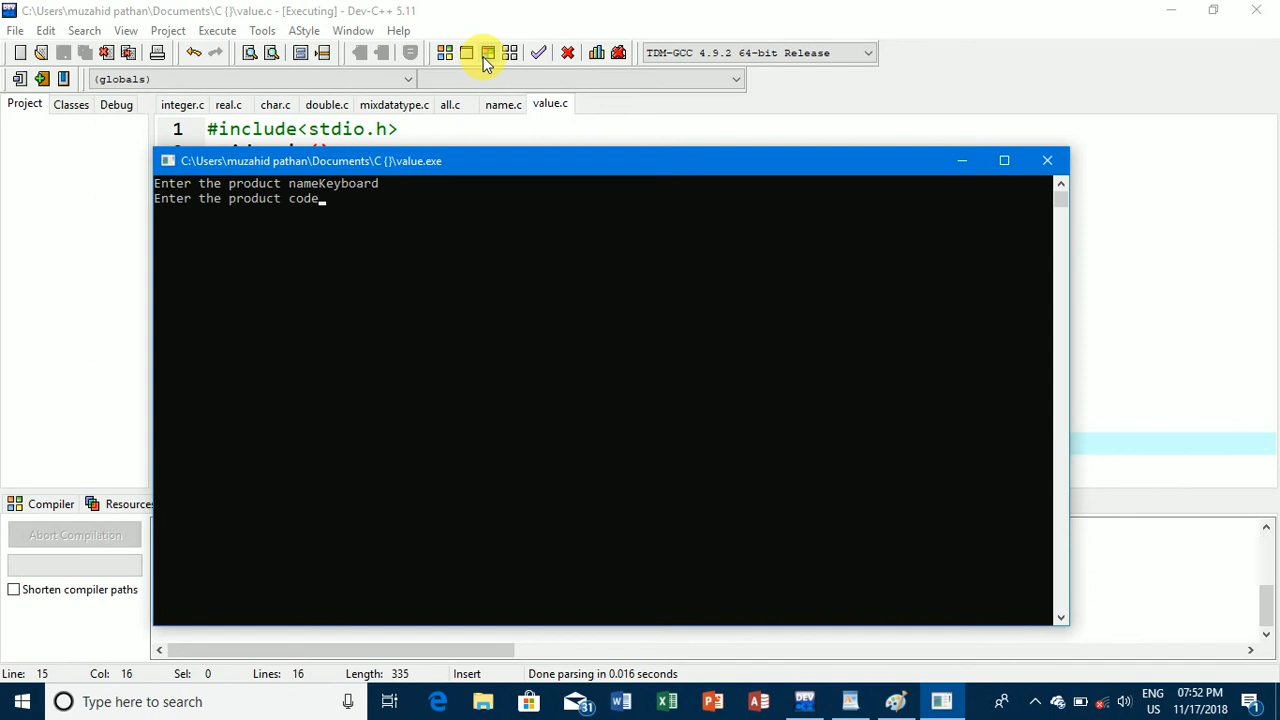 C:\Users\muzahid pathan\Documents\C {}\value.c - [Executing] - Dev-C++ 5.11
File Edit Search View Project Execute Tools AStyle Window Help
TDM-GCC 4.9.2 64-bit Release
(globals)
Project Classes Debug integer.c real.c char.c double.c mixdatatype.c all.c name.c value.c
1 #include<stdio.h>
C:\Users\muzahid pathan\Documents\C {}\value.exe
Enter the product nameKeyboard
Enter the product code
Compiler Resources
Abort Compilation
Shorten compiler paths
Line: 15 Col: 16 Sel: 0 Lines: 16 Length: 335 Insert Done parsing in 0.016 seconds
Type here to search 31 ENG 07:52 PM
US 11/17/2018 1